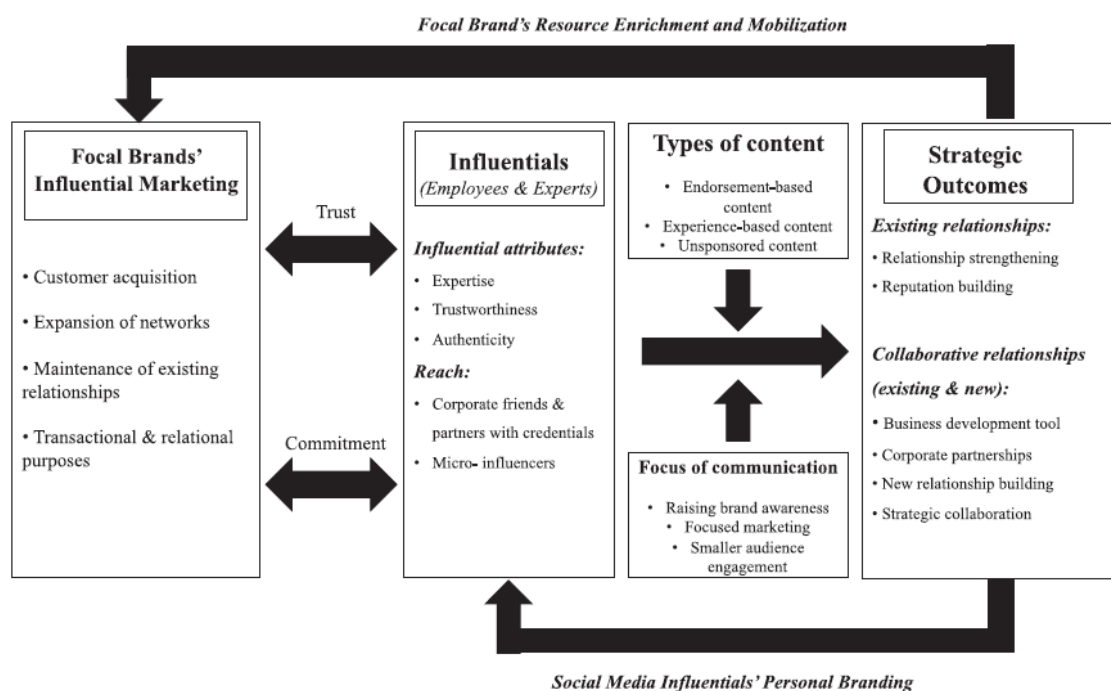 Focal Brand's Resource Enrichment and Mobilization
Focal Brands'
Influential Marketing
• Customer acquisition
• Expansion of networks
• Maintenance of existing
relationships
• Transactional & relational
purposes
Trust
Commitment
Influentials
(Employees & Experts)
Influential attributes:
• Expertise
• Trustworthiness
• Authenticity
Reach:
• Corporate friends &
partners with credentials
• Micro- influencers
Types of content
• Endorsement-based
content
• Experience-based content
• Unsponsored content
Focus of communication
• Raising brand awareness
• Focused marketing
• Smaller audience
engagement
Strategic
Outcomes
Existing relationships:
• Relationship strengthening
• Reputation building
Collaborative relationships
(existing & new):
• Business development tool
• Corporate partnerships
• New relationship building
• Strategic collaboration
Social Media Influentials' Personal Branding